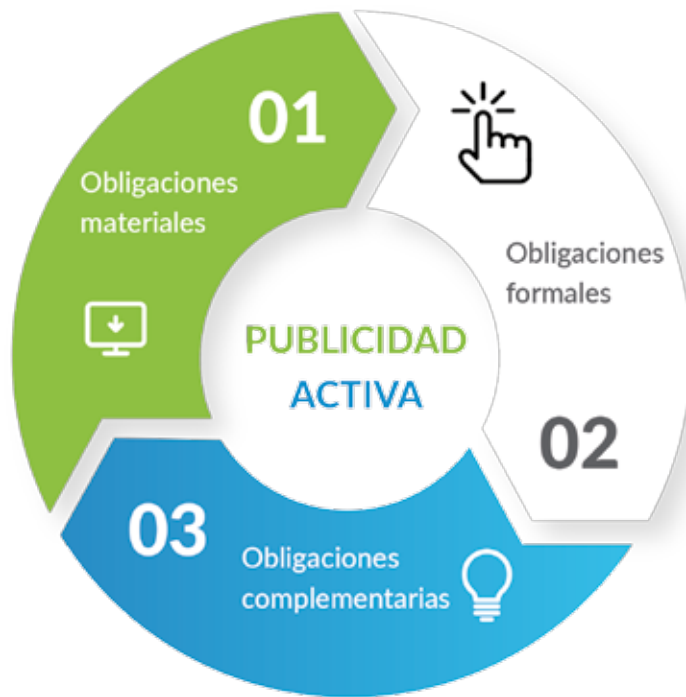 01
Obligaciones
materiales
Obligaciones
formales
02
PUBLICIDAD
ACTIVA
03
Obligaciones
complementarias